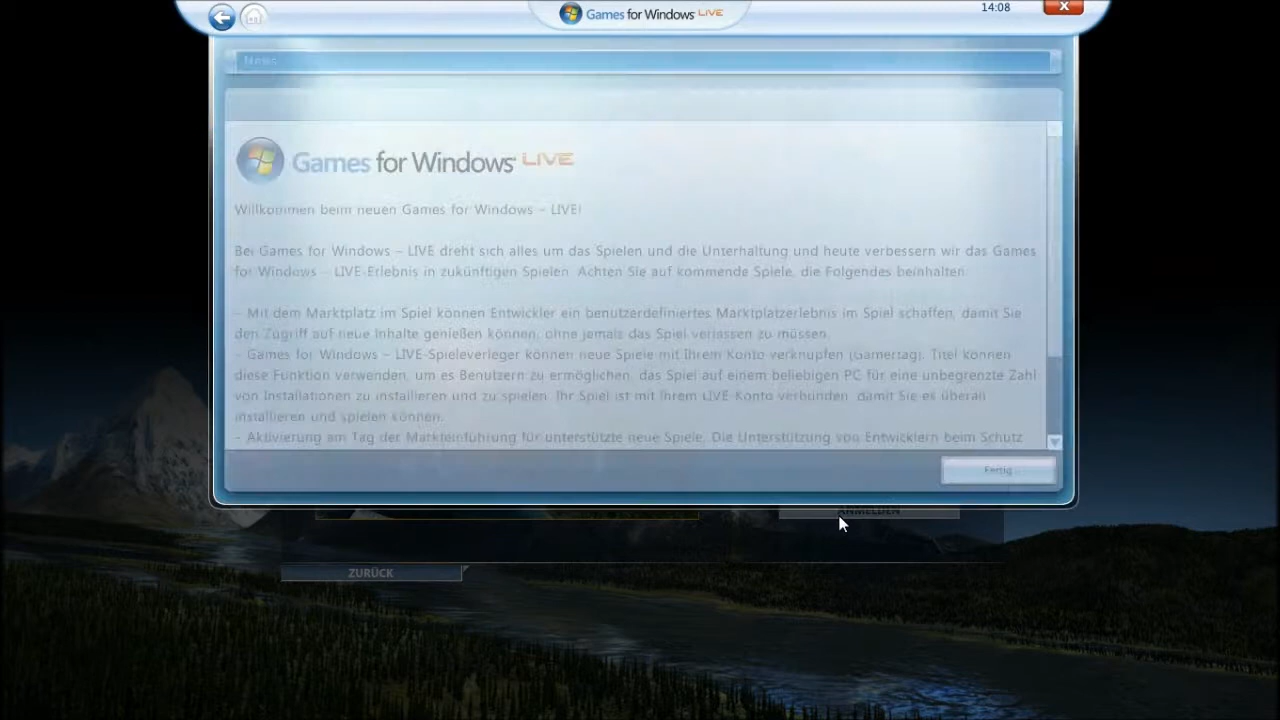 Games for Windows LIVE
14:08
News
Games for Windows LIVE
Willkommen beim neuen Games for Windows – LIVE!
Bei Games for Windows – LIVE dreht sich alles um das Spielen und die Unterhaltung und heute verbessern wir das Games
for Windows – LIVE-Erlebnis in zukünftigen Spielen. Achten Sie auf kommende Spiele, die Folgendes beinhalten:
- Mit dem Marktplatz im Spiel können Entwickler ein benutzerdefiniertes Marktplatzerlebnis im Spiel schaffen, damit Sie
den Zugriff auf neue Inhalte genießen können, ohne jemals das Spiel verlassen zu müssen.
- Games for Windows – LIVE-Spieleverleger können neue Spiele mit Ihrem Konto verknüpfen (Gamertag). Titel können
diese Funktion verwenden, um es Benutzern zu ermöglichen, das Spiel auf einem beliebigen PC für eine unbegrenzte Zahl
von Installationen zu installieren und zu spielen. Ihr Spiel ist mit Ihrem LIVE-Konto verbunden, damit Sie es überall
installieren und spielen können.
- Aktivierung am Tag der Markteinführung für unterstützte neue Spiele. Die Unterstützung von Entwicklern beim Schutz
Fertig
ANMELDEN
ZURÜCK